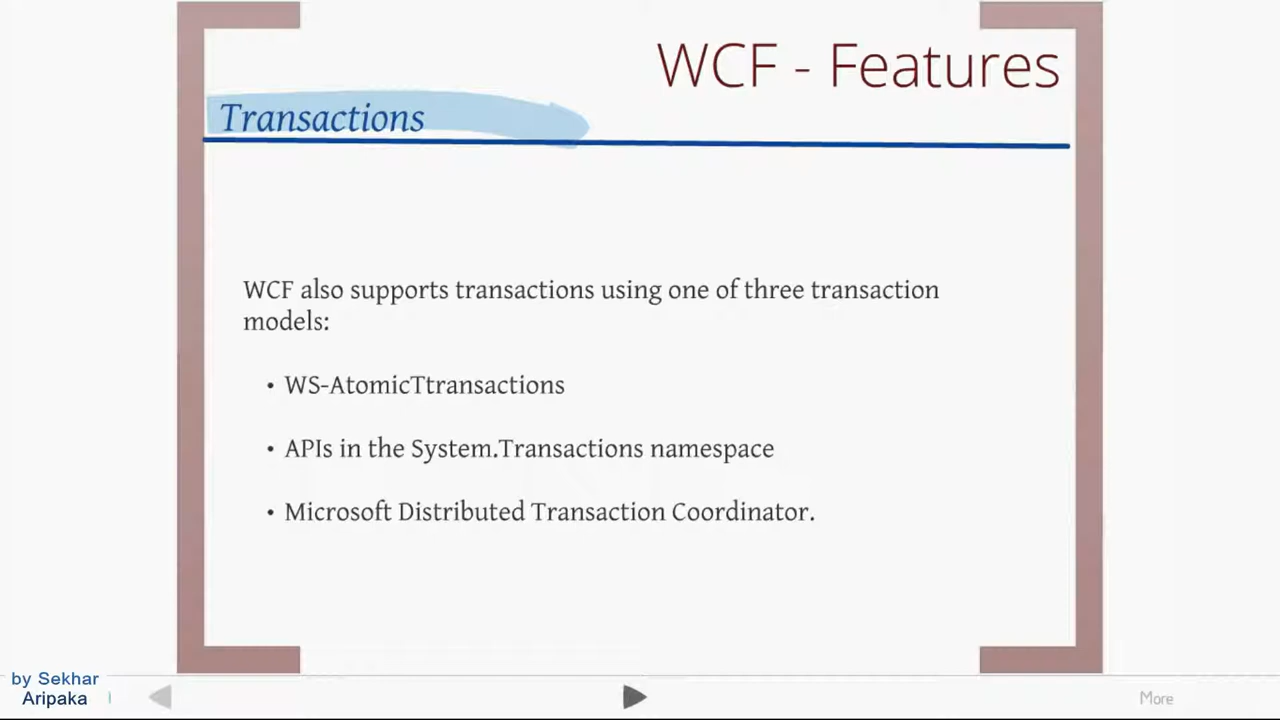 WCF - Features
Transactions
WCF also supports transactions using one of three transaction
models:
• WS-AtomicTtransactions
• APIs in the System.Transactions namespace
• Microsoft Distributed Transaction Coordinator.
by Sekhar
Aripaka
More